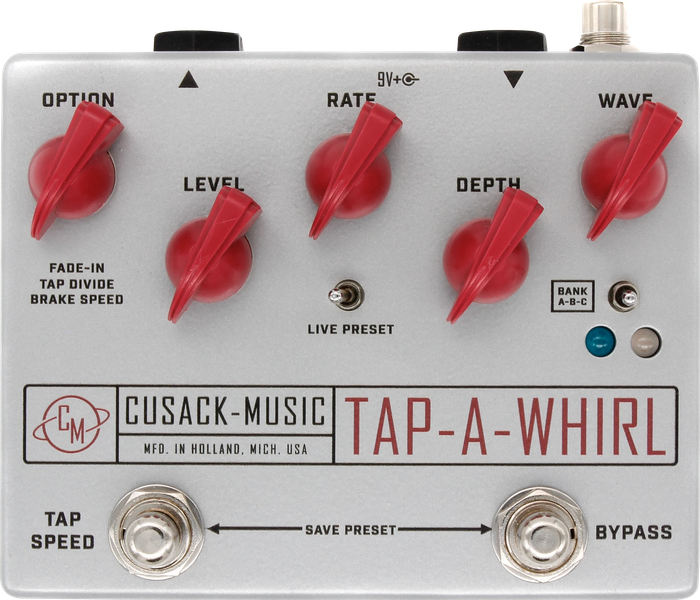 9V+
OPTION
RATE
WAVE
LEVEL
DEPTH
FADE-IN
TAP DIVIDE
BRAKE SPEED
BANK
A-B-C
LIVE PRESET
CM
CUSACK-MUSIC
MFD. IN HOLLAND, MICH. USA
TAP-A-WHIRL
TAP
SPEED
SAVE PRESET
BYPASS